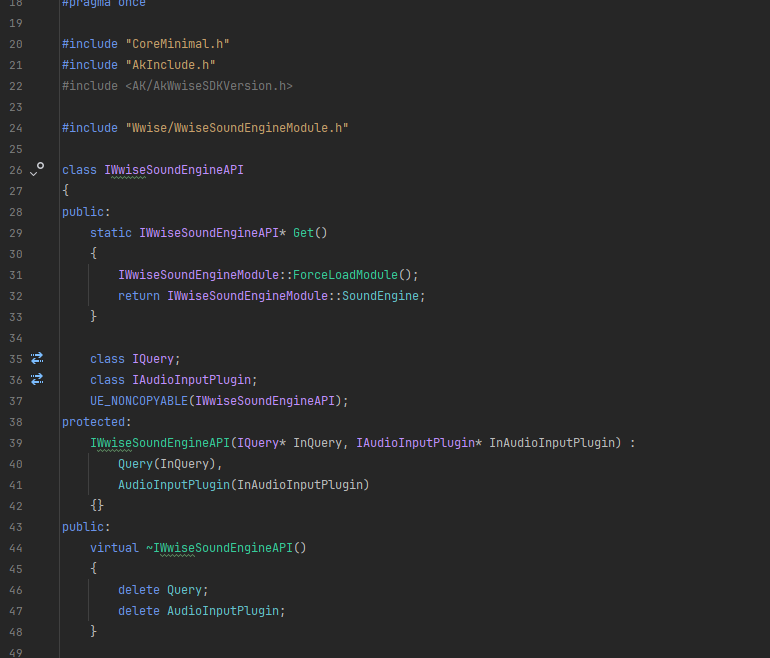 18 #pragma once
19
20 #include "CoreMinimal.h"
21 #include "AkInclude.h"
22 #include <AK/AkWwiseSDKVersion.h>
23
24 #include "Wwise/WwiseSoundEngineModule.h"
25
26 class IWwiseSoundEngineAPI
27 {
28 public:
29     static IWwiseSoundEngineAPI* Get()
30     {
31         IWwiseSoundEngineModule::ForceLoadModule();
32         return IWwiseSoundEngineModule::SoundEngine;
33     }
34
35     class IQuery;
36     class IAudioInputPlugin;
37     UE_NONCOPYABLE(IWwiseSoundEngineAPI);
38 protected:
39     IWwiseSoundEngineAPI(IQuery* InQuery, IAudioInputPlugin* InAudioInputPlugin) :
40         Query(InQuery),
41         AudioInputPlugin(InAudioInputPlugin)
42     {}
43 public:
44     virtual ~IWwiseSoundEngineAPI()
45     {
46         delete Query;
47         delete AudioInputPlugin;
48     }
49